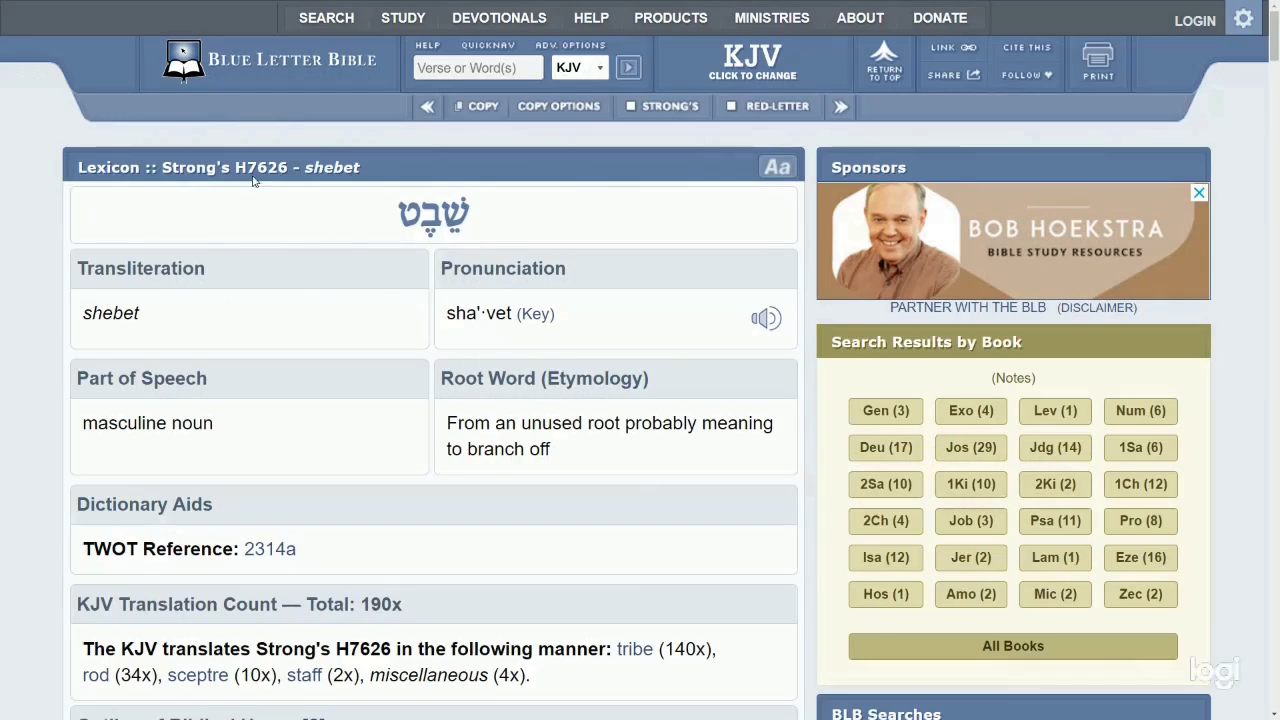 SEARCH STUDY DEVOTIONALS HELP PRODUCTS MINISTRIES ABOUT DONATE LOGIN
BLUE LETTER BIBLE
HELP QUICKNAV ADV. OPTIONS
Verse or Word(s) KJV
KJV
CLICK TO CHANGE
RETURN
TO TOP
LINK CITE THIS
SHARE FOLLOW
PRINT
COPY COPY OPTIONS STRONG'S RED-LETTER
Lexicon :: Strong's H7626 - shebet Aa
שֵׁבֶט
Transliteration
shebet
Pronunciation
sha'·vet (Key)
Part of Speech
masculine noun
Root Word (Etymology)
From an unused root probably meaning
to branch off
Dictionary Aids
TWOT Reference: 2314a
KJV Translation Count — Total: 190x
The KJV translates Strong's H7626 in the following manner: tribe (140x),
rod (34x), sceptre (10x), staff (2x), miscellaneous (4x).
Sponsors
BOB HOEKSTRA
BIBLE STUDY RESOURCES
PARTNER WITH THE BLB (DISCLAIMER)
Search Results by Book
(Notes)
Gen (3) Exo (4) Lev (1) Num (6)
Deu (17) Jos (29) Jdg (14) 1Sa (6)
2Sa (10) 1Ki (10) 2Ki (2) 1Ch (12)
2Ch (4) Job (3) Psa (11) Pro (8)
Isa (12) Jer (2) Lam (1) Eze (16)
Hos (1) Amo (2) Mic (2) Zec (2)
All Books
logi
BLB Searches